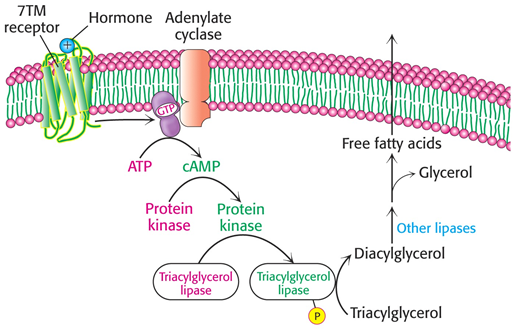 7TM
receptor
Hormone
+
Adenylate
cyclase
GTP
ATP
cAMP
Protein
kinase
Protein
kinase
Triacylglycerol
lipase
Triacylglycerol
lipase
P
Free fatty acids
Glycerol
Other lipases
Diacylglycerol
Triacylglycerol